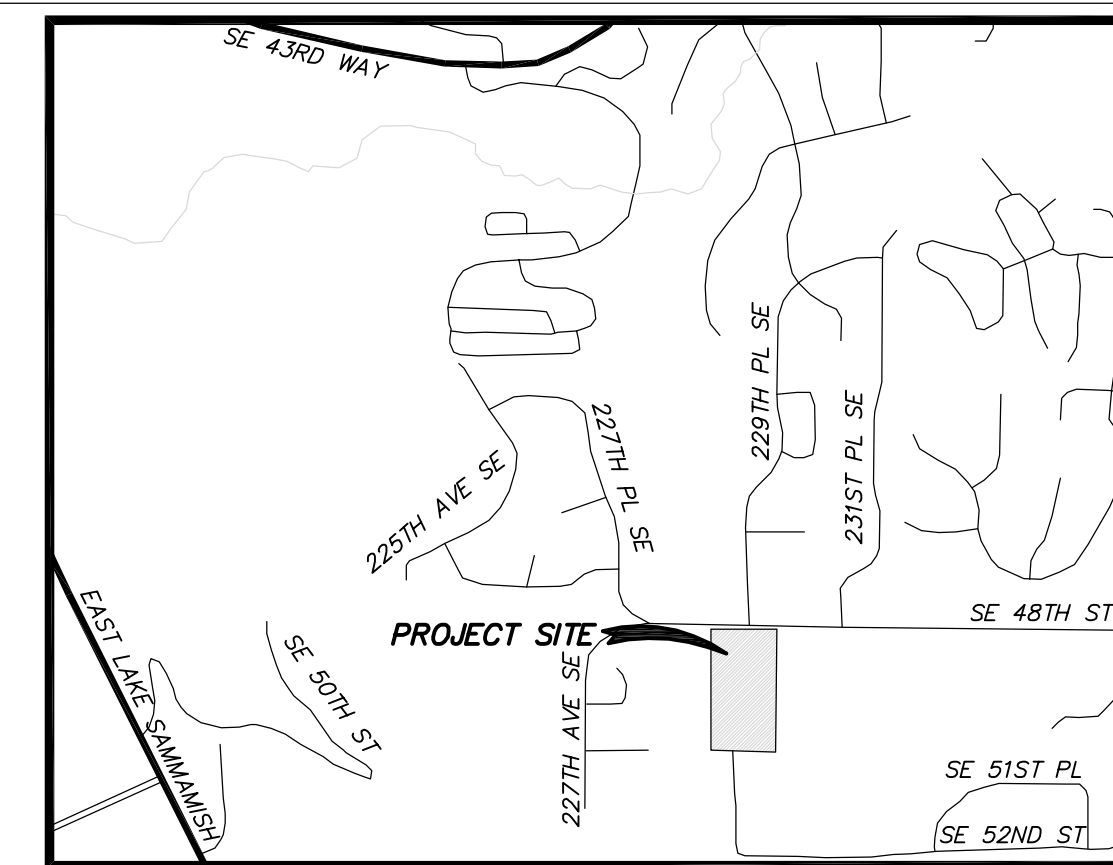 SE 43RD WAY
229TH PL SE
231ST PL SE
227TH PL SE
225TH AVE SE
SE 48TH ST
PROJECT SITE
EAST LAKE SAMMAMISH
SE 50TH ST
227TH AVE SE
SE 51ST PL
SE 52ND ST